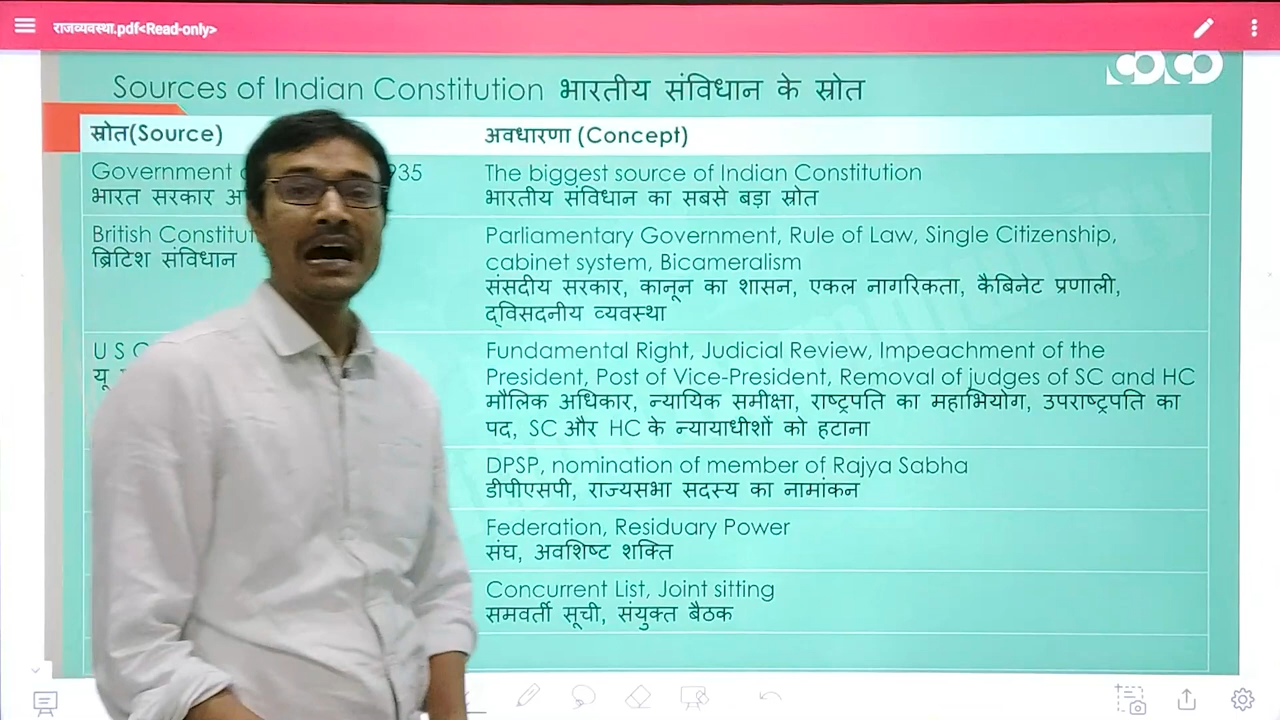 राजव्यवस्था.pdf<Read-only>
Sources of Indian Constitution भारतीय संविधान के स्रोत
स्रोत(Source)
अवधारणा (Concept)
Government
935
भारत सरकार
The biggest source of Indian Constitution
भारतीय संविधान का सबसे बड़ा स्रोत
British
ब्रिटिश संविधान
Parliamentary Government, Rule of Law, Single Citizenship,
cabinet system, Bicameralism
संसदीय सरकार, कानून का शासन, एकल नागरिकता, कैबिनेट प्रणाली,
द्विसदनीय व्यवस्था
U S
यू
Fundamental Right, Judicial Review, Impeachment of the
President, Post of Vice-President, Removal of judges of SC and HC
मौलिक अधिकार, न्यायिक समीक्षा, राष्ट्रपति का महाभियोग, उपराष्ट्रपति का
पद, SC और HC के न्यायाधीशों को हटाना
DPSP, nomination of member of Rajya Sabha
डीपीएसपी, राज्यसभा सदस्य का नामांकन
Federation, Residuary Power
संघ, अवशिष्ट शक्ति
Concurrent List, Joint sitting
समवर्ती सूची, संयुक्त बैठक